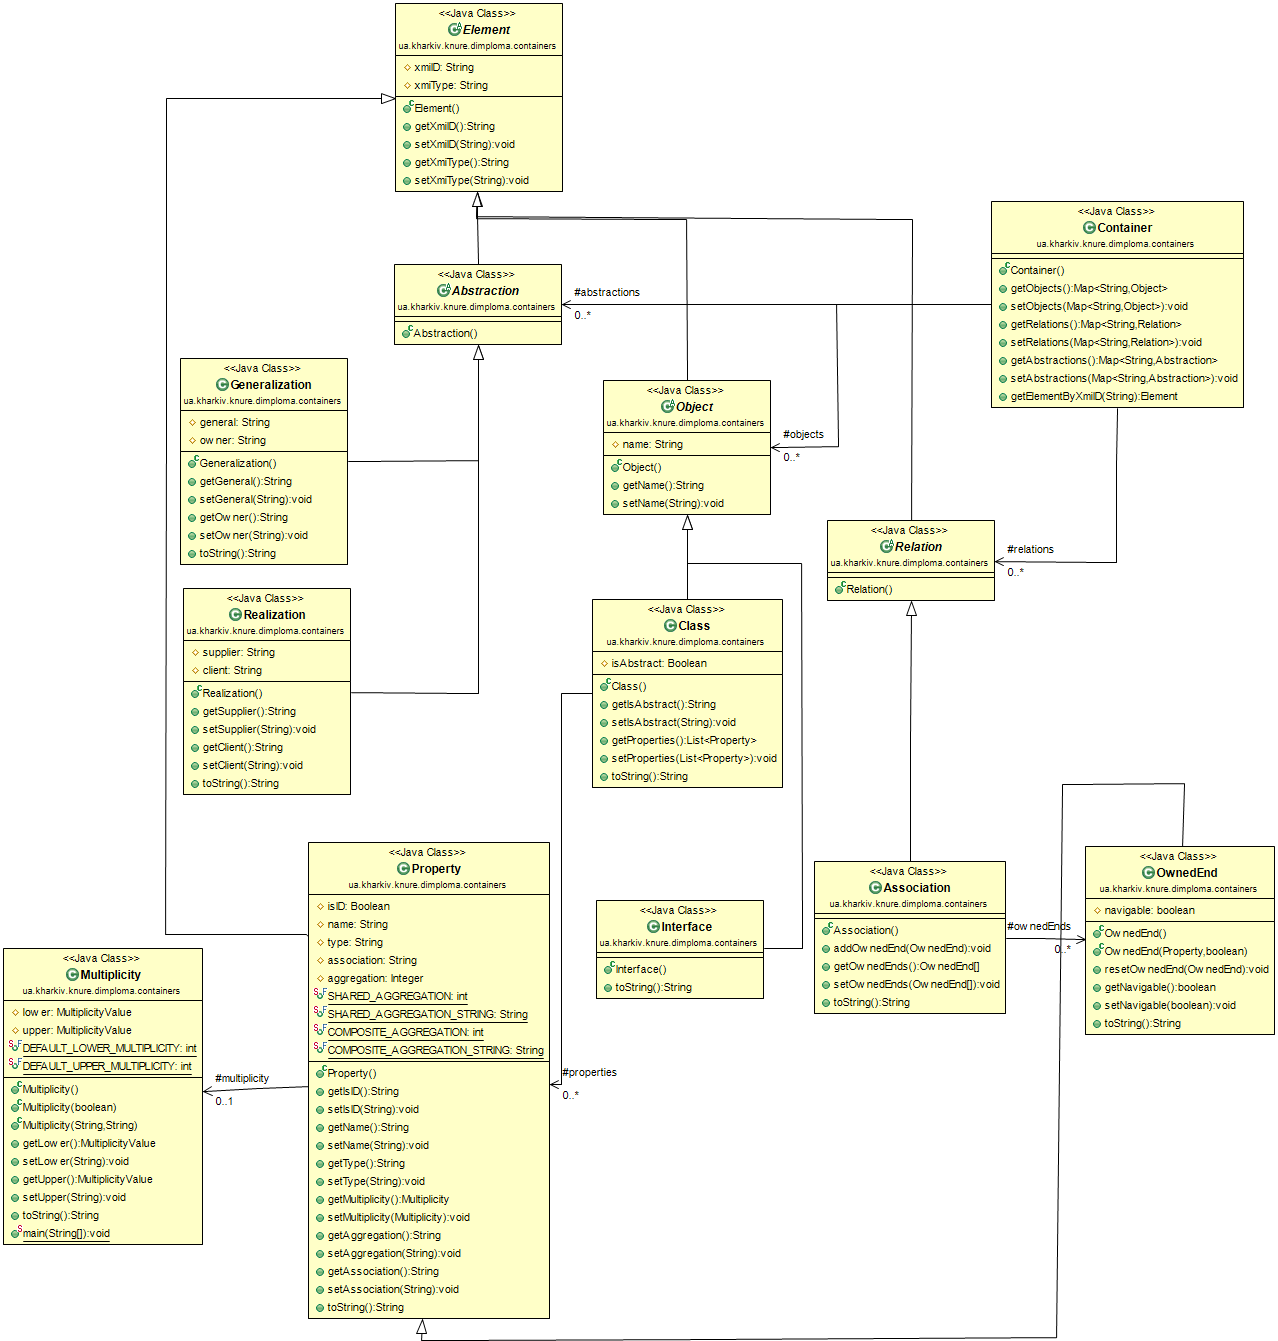 <<Java Class>>
Element
ua.kharkiv.knure.dimploma.containers
xmiID: String
xmiType: String
Element()
getXmiID():String
setXmiID(String):void
getXmiType():String
setXmiType(String):void
<<Java Class>>
Container
ua.kharkiv.knure.dimploma.containers
Container()
getObjects():Map<String,Object>
setObjects(Map<String,Object>):void
getRelations():Map<String,Relation>
setRelations(Map<String,Relation>):void
getAbstractions():Map<String,Abstraction>
setAbstractions(Map<String,Abstraction>):void
getElementByXmiID(String):Element
<<Java Class>>
Abstraction
ua.kharkiv.knure.dimploma.containers
Abstraction()
#abstractions
0..*
<<Java Class>>
Generalization
ua.kharkiv.knure.dimploma.containers
general: String
owner: String
Generalization()
getGeneral():String
setGeneral(String):void
getOwner():String
setOwner(String):void
toString():String
<<Java Class>>
Object
ua.kharkiv.knure.dimploma.containers
name: String
Object()
getName():String
setName(String):void
#objects
0..*
<<Java Class>>
Relation
ua.kharkiv.knure.dimploma.containers
Relation()
#relations
0..*
<<Java Class>>
Realization
ua.kharkiv.knure.dimploma.containers
supplier: String
client: String
Realization()
getSupplier():String
setSupplier(String):void
getClient():String
setClient(String):void
toString():String
<<Java Class>>
Class
ua.kharkiv.knure.dimploma.containers
isAbstract: Boolean
Class()
getIsAbstract():String
setIsAbstract(String):void
getProperties():List<Property>
setProperties(List<Property>):void
toString():String
<<Java Class>>
Property
ua.kharkiv.knure.dimploma.containers
isID: Boolean
name: String
type: String
association: String
aggregation: Integer
SHARED_AGGREGATION: int
SHARED_AGGREGATION_STRING: String
COMPOSITE_AGGREGATION: int
COMPOSITE_AGGREGATION_STRING: String
Property()
getIsID():String
setIsID(String):void
getName():String
setName(String):void
getType():String
setType(String):void
getMultiplicity():Multiplicity
setMultiplicity(Multiplicity):void
getAggregation():String
setAggregation(String):void
getAssociation():String
setAssociation(String):void
toString():String
#properties
0..*
<<Java Class>>
Interface
ua.kharkiv.knure.dimploma.containers
Interface()
toString():String
<<Java Class>>
Association
ua.kharkiv.knure.dimploma.containers
Association()
addOwnedEnd(OwnedEnd):void
getOwnedEnds():OwnedEnd[]
setOwnedEnds(OwnedEnd[]):void
toString():String
#ownedEnds
0..*
<<Java Class>>
OwnedEnd
ua.kharkiv.knure.dimploma.containers
navigable: boolean
OwnedEnd()
OwnedEnd(Property,boolean)
resetOwnedEnd(OwnedEnd):void
getNavigable():boolean
setNavigable(boolean):void
toString():String
<<Java Class>>
Multiplicity
ua.kharkiv.knure.dimploma.containers
lower: MultiplicityValue
upper: MultiplicityValue
DEFAULT_LOWER_MULTIPLICITY: int
DEFAULT_UPPER_MULTIPLICITY: int
Multiplicity()
Multiplicity(boolean)
Multiplicity(String,String)
getLower():MultiplicityValue
setLower(String):void
getUpper():MultiplicityValue
setUpper(String):void
toString():String
main(String[]):void
#multiplicity
0..1